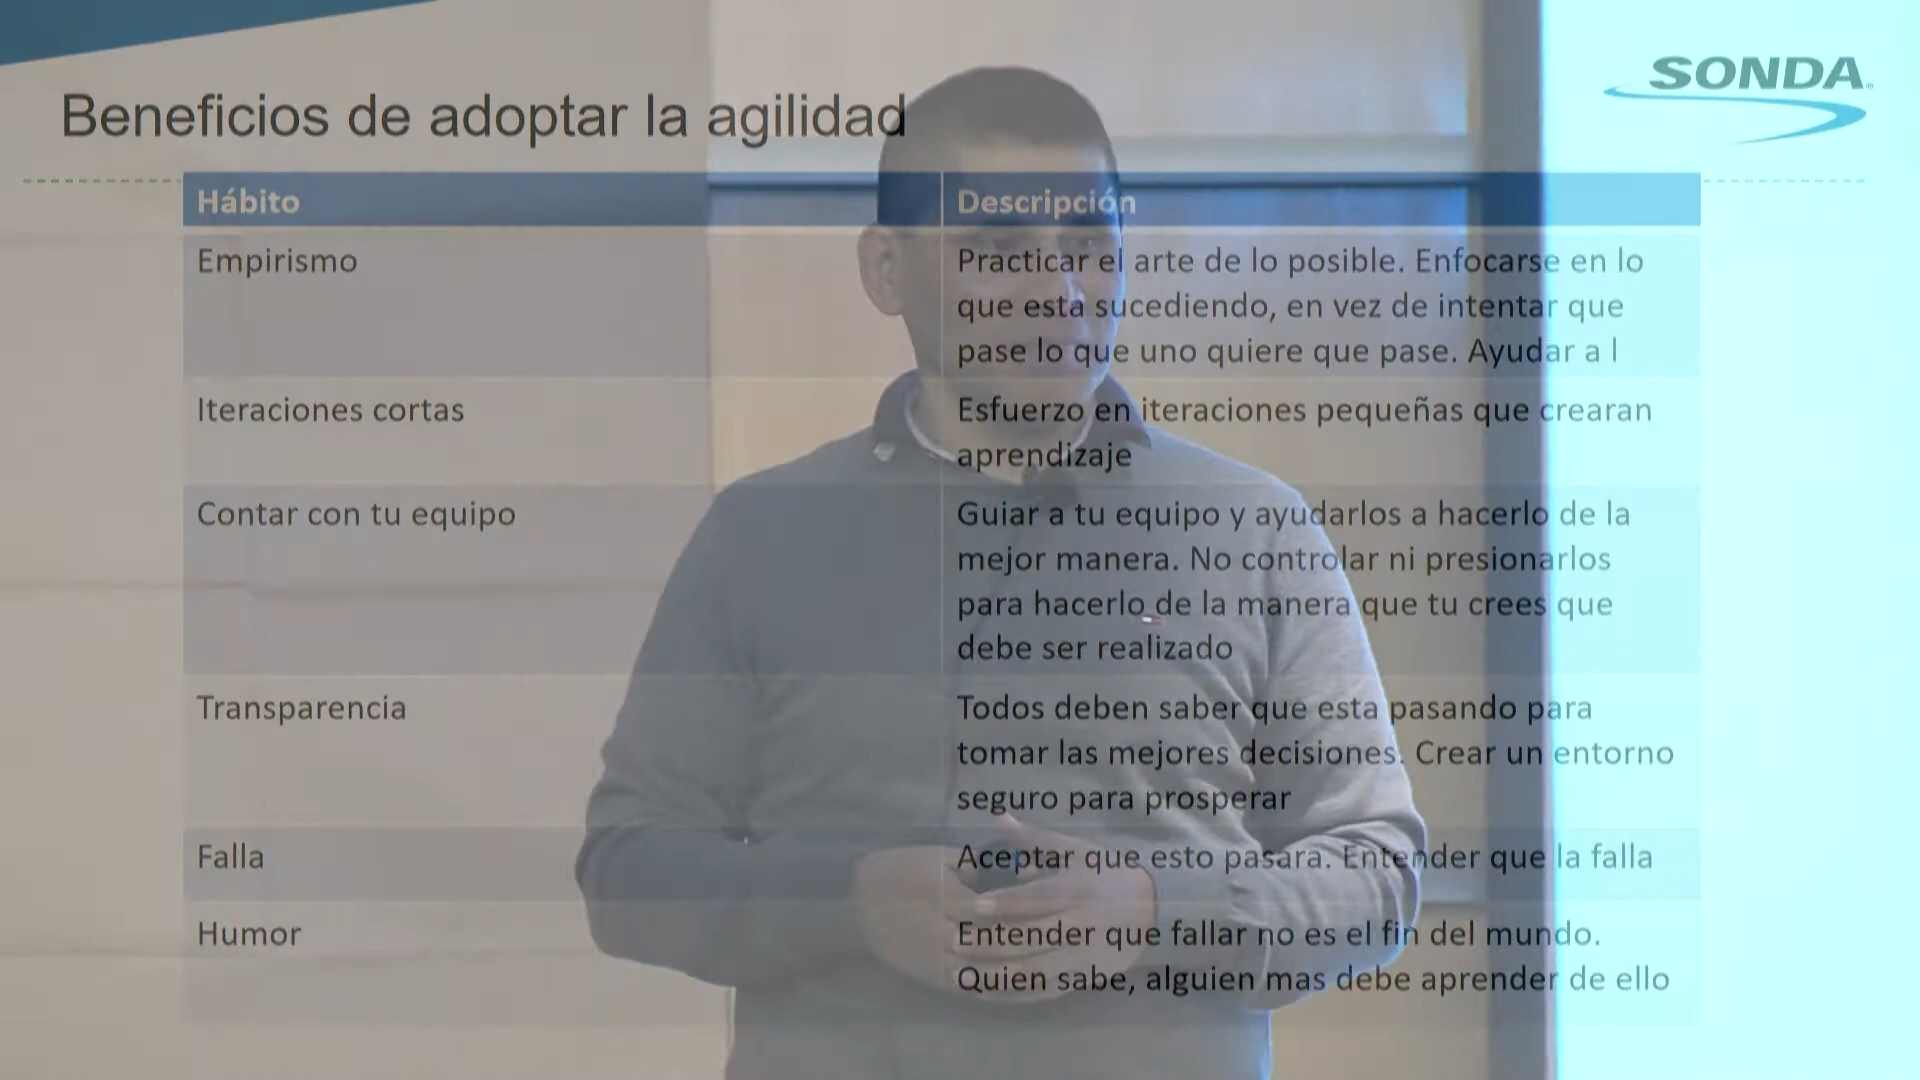 SONDA
Beneficios de adoptar la agilidad
Hábito
Descripción
Empirismo
Practicar el arte de lo posible. Enfocarse en lo
que esta sucediendo, en vez de intentar que
pase lo que uno quiere que pase. Ayudar a l
Iteraciones cortas
Esfuerzo en iteraciones pequeñas que crearan
aprendizaje
Contar con tu equipo
Guiar a tu equipo y ayudarlos a hacerlo de la
mejor manera. No controlar ni presionarlos
para hacerlo de la manera que tu crees que
debe ser realizado
Transparencia
Todos deben saber que esta pasando para
tomar las mejores decisiones. Crear un entorno
seguro para prosperar
Falla
Aceptar que esto pasara. Entender que la falla
Humor
Entender que fallar no es el fin del mundo.
Quien sabe, alguien mas debe aprender de ello